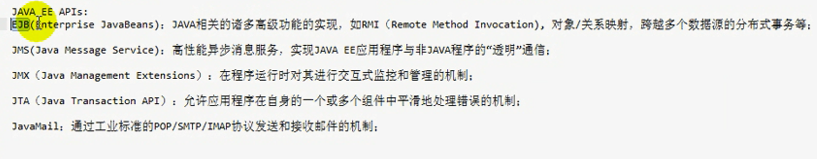 JAVA EE APIs:
EJB(Enterprise JavaBeans)：JAVA相关的诸多高级功能的实现，如RMI（Remote Method Invocation), 对象/关系映射，跨越多个数据源的分布式事务等；
JMS(Java Message Service)：高性能异步消息服务，实现JAVA EE应用程序与非JAVA程序的“透明”通信；
JMX（Java Management Extensions）：在程序运行时对其进行交互式监控和管理的机制；
JTA（Java Transaction API）：允许应用程序在自身的一个或多个组件中平滑地处理错误的机制；
JavaMail：通过工业标准的POP/SMTP/IMAP协议发送和接收邮件的机制；